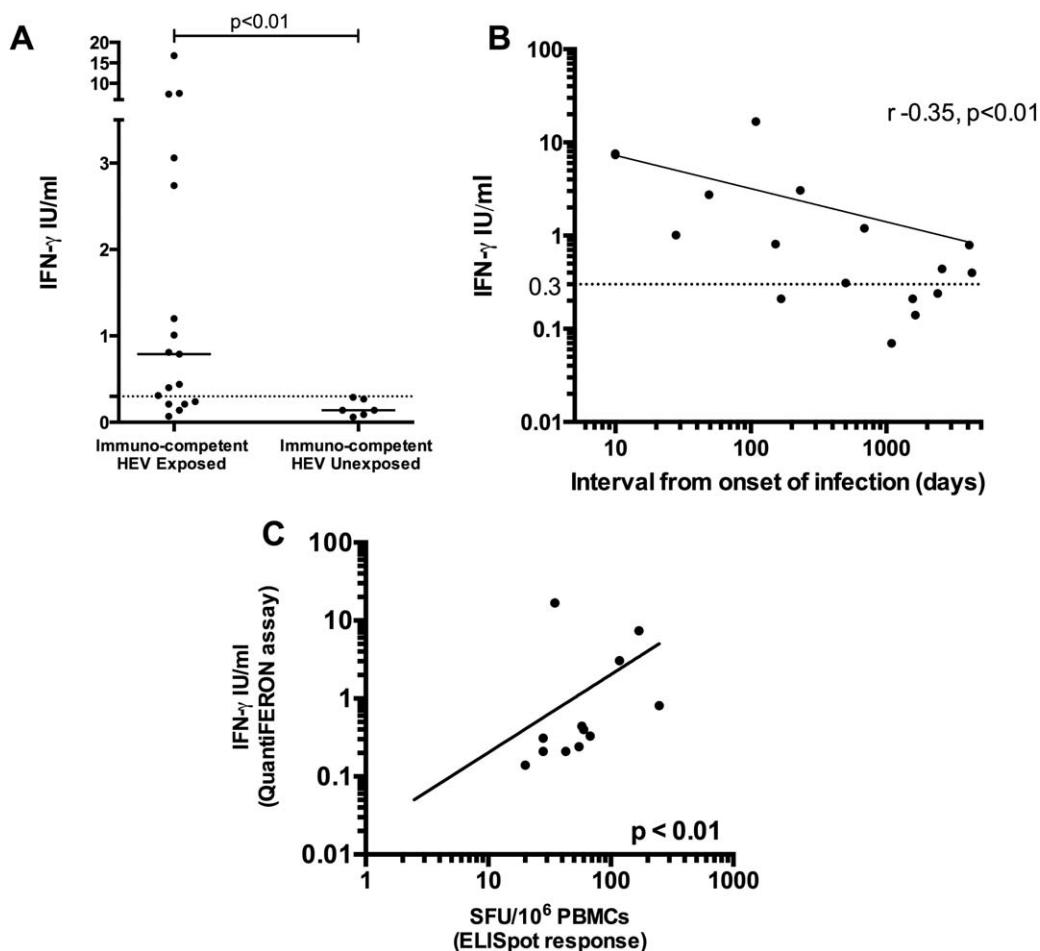 A
p<0.01
20
15
10
3
2
1
0
IFN-γ IU/ml
Immuno-competent
HEV Exposed
Immuno-competent
HEV Unexposed
B
100
10
1
0.3
0.1
0.01
IFN-γ IU/ml
r -0.35, p<0.01
10
100
1000
Interval from onset of infection (days)
C
100
10
1
0.1
0.01
IFN-γ IU/ml
(QuantiFERON assay)
p < 0.01
1
10
100
1000
SFU/10⁶ PBMCs
(ELISpot response)